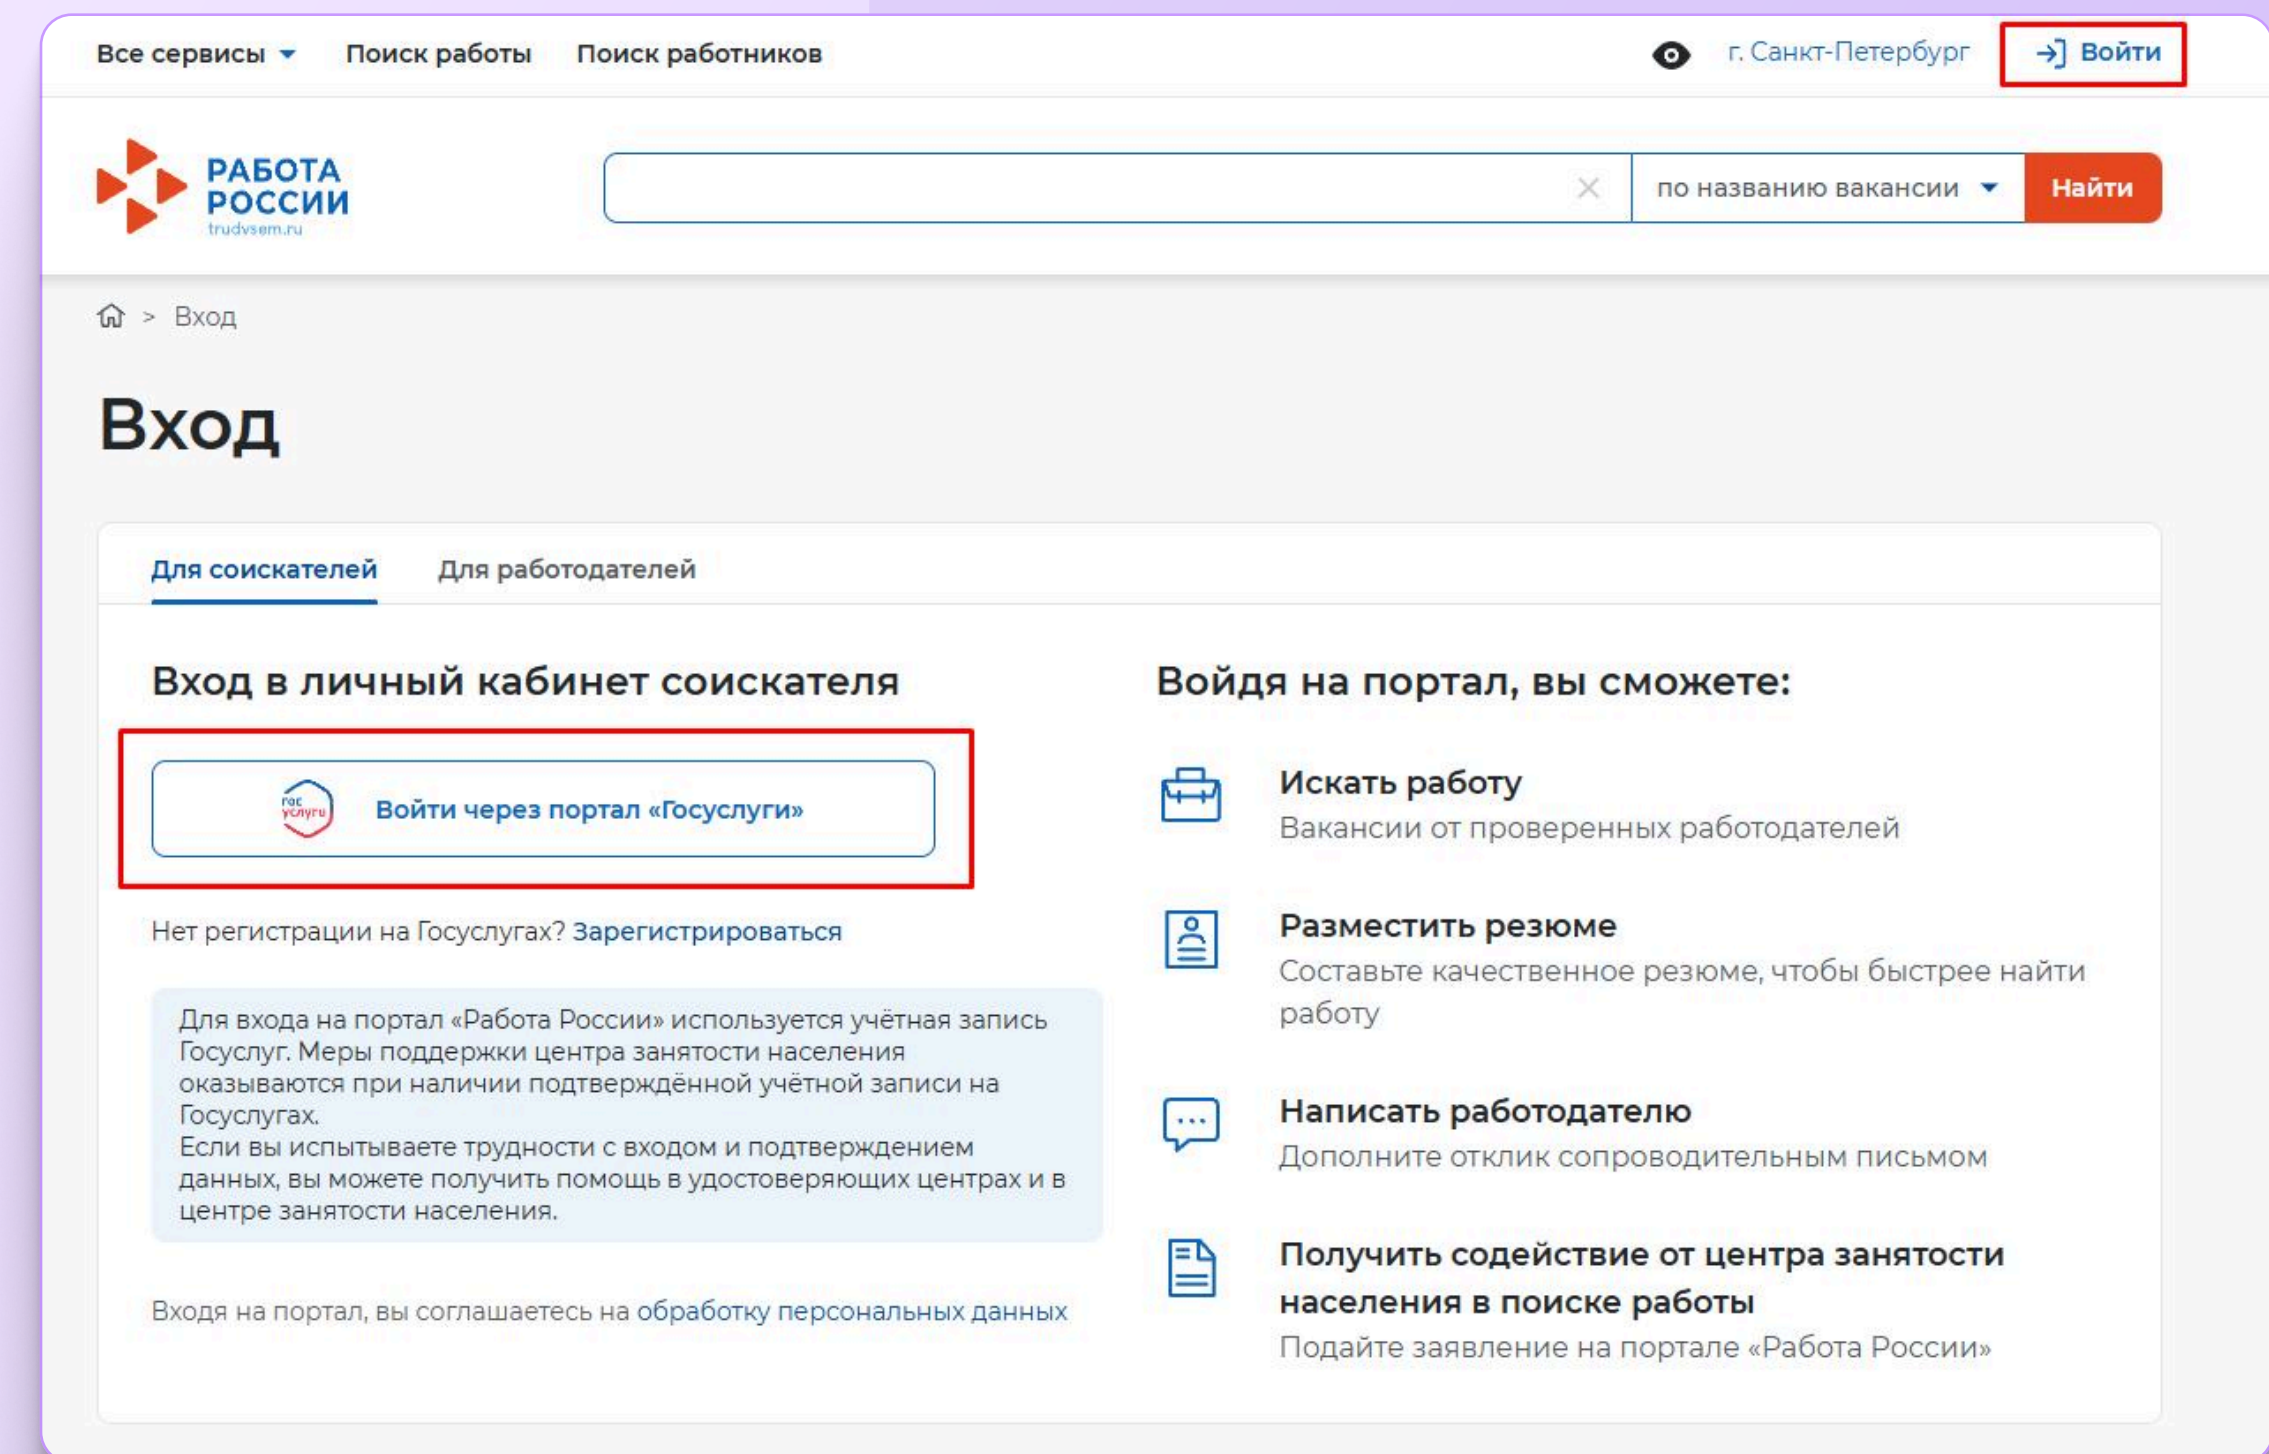 Все сервисы Поиск работы Поиск работников г. Санкт-Петербург Войти
РАБОТА
РОССИИ
trudvsem.ru
по названию вакансии Найти
> Вход
Вход
Для соискателей Для работодателей
Вход в личный кабинет соискателя
гос
услуги
Войти через портал «Госуслуги»
Нет регистрации на Госуслугах? Зарегистрироваться
Для входа на портал «Работа России» используется учётная запись
Госуслуг. Меры поддержки центра занятости населения
оказываются при наличии подтверждённой учётной записи на
Госуслугах.
Если вы испытываете трудности с входом и подтверждением
данных, вы можете получить помощь в удостоверяющих центрах и в
центре занятости населения.
Входя на портал, вы соглашаетесь на обработку персональных данных
Войдя на портал, вы сможете:
Искать работу
Вакансии от проверенных работодателей
Разместить резюме
Составьте качественное резюме, чтобы быстрее найти
работу
Написать работодателю
Дополните отклик сопроводительным письмом
Получить содействие от центра занятости
населения в поиске работы
Подайте заявление на портале «Работа России»